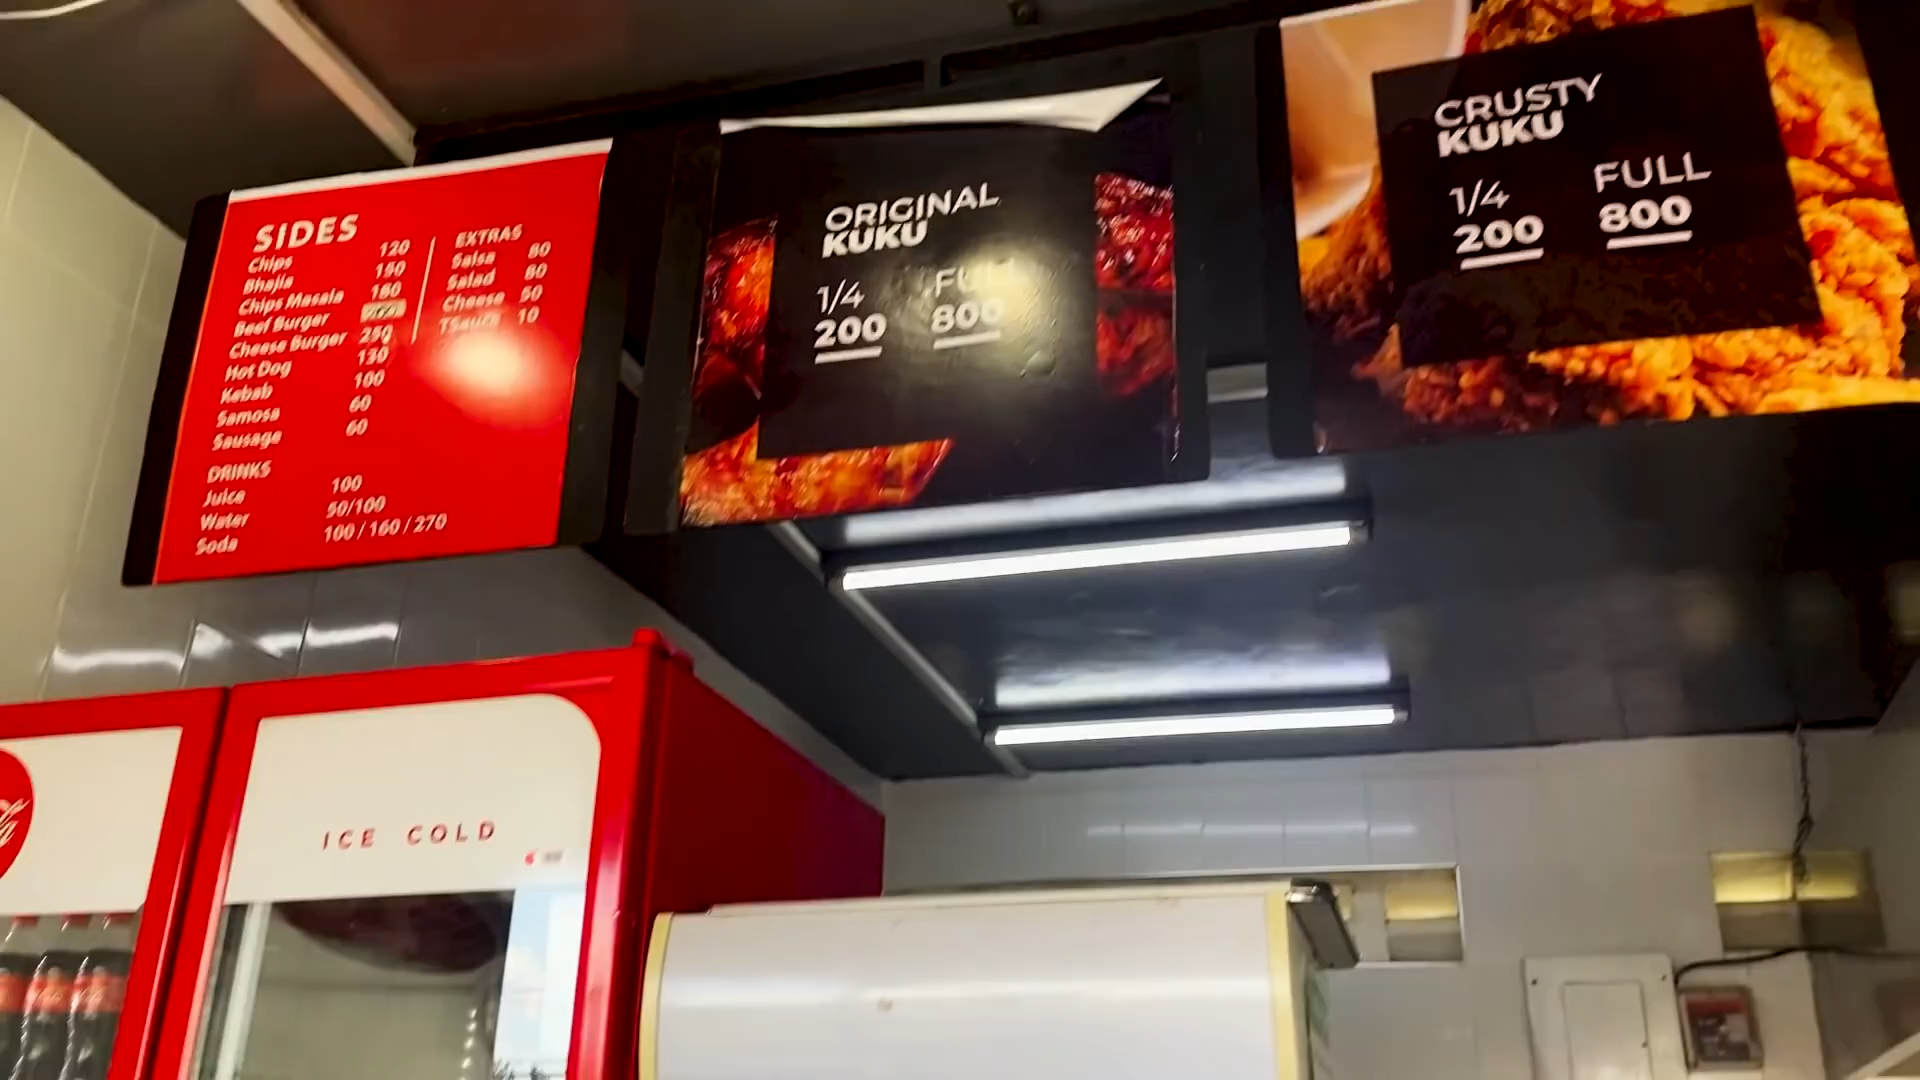 SIDES
Chips 120
Bhajia 150
Chips Masala 180
Beef Burger
Cheese Burger 250
Hot Dog 130
Kebab 100
Samosa 60
Sausage 60
DRINKS
Juice 100
Water 50/100
Soda 100 / 160 / 270
EXTRAS
Salsa 80
Salad 80
Cheese 50
TSauce 10
ORIGINAL
KUKU
1/4 FULL
200 800
CRUSTY
KUKU
1/4 FULL
200 800
ICE COLD